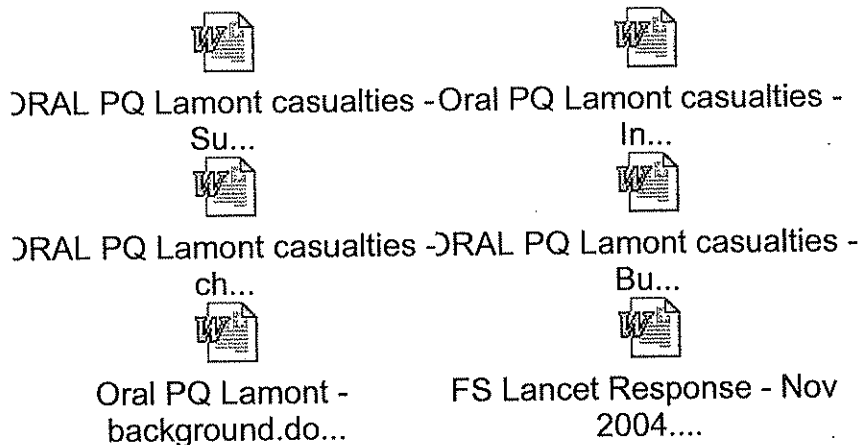 ORAL PQ Lamont casualties - Oral PQ Lamont casualties -
Su... In...
ORAL PQ Lamont casualties - ORAL PQ Lamont casualties -
ch... Bu...
Oral PQ Lamont - FS Lancet Response - Nov
background.do... 2004....